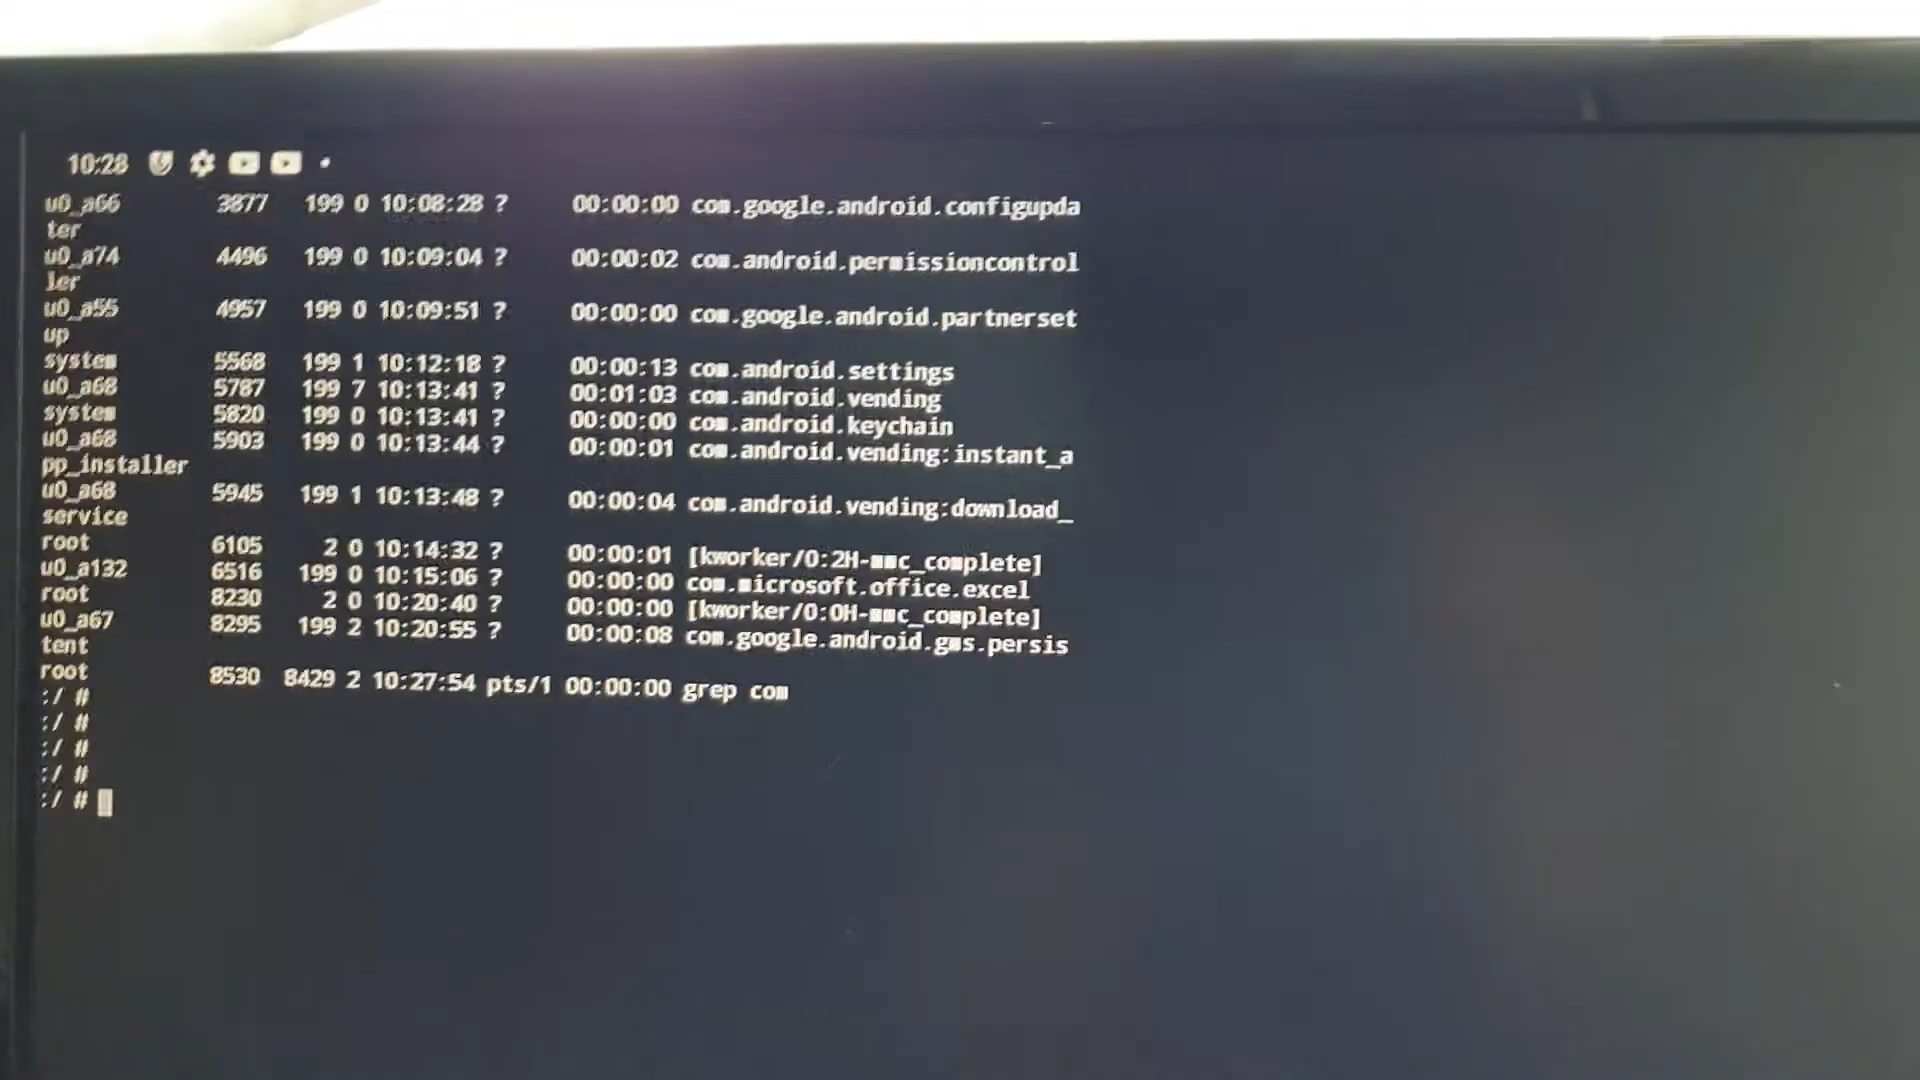 10:28
u0_a66 3877 199 0 10:08:28 ? 00:00:00 com.google.android.configupda
ter
u0_a74 4496 199 0 10:09:04 ? 00:00:02 com.android.permissioncontrol
ler
u0_a55 4957 199 0 10:09:51 ? 00:00:00 com.google.android.partnerset
up
system 5568 199 1 10:12:18 ? 00:00:13 com.android.settings
u0_a68 5787 199 7 10:13:41 ? 00:01:03 com.android.vending
system 5820 199 0 10:13:41 ? 00:00:00 com.android.keychain
u0_a68 5903 199 0 10:13:44 ? 00:00:01 com.android.vending:instant_a
pp_installer
u0_a68 5945 199 1 10:13:48 ? 00:00:04 com.android.vending:download_
service
root 6105 2 0 10:14:32 ? 00:00:01 [kworker/0:2H-mmc_complete]
u0_a132 6516 199 0 10:15:06 ? 00:00:00 com.microsoft.office.excel
root 8230 2 0 10:20:40 ? 00:00:00 [kworker/0:0H-mmc_complete]
u0_a67 8295 199 2 10:20:55 ? 00:00:08 com.google.android.gms.persis
tent
root 8530 8429 2 10:27:54 pts/1 00:00:00 grep com
:/ #
:/ #
:/ #
:/ #
:/ #